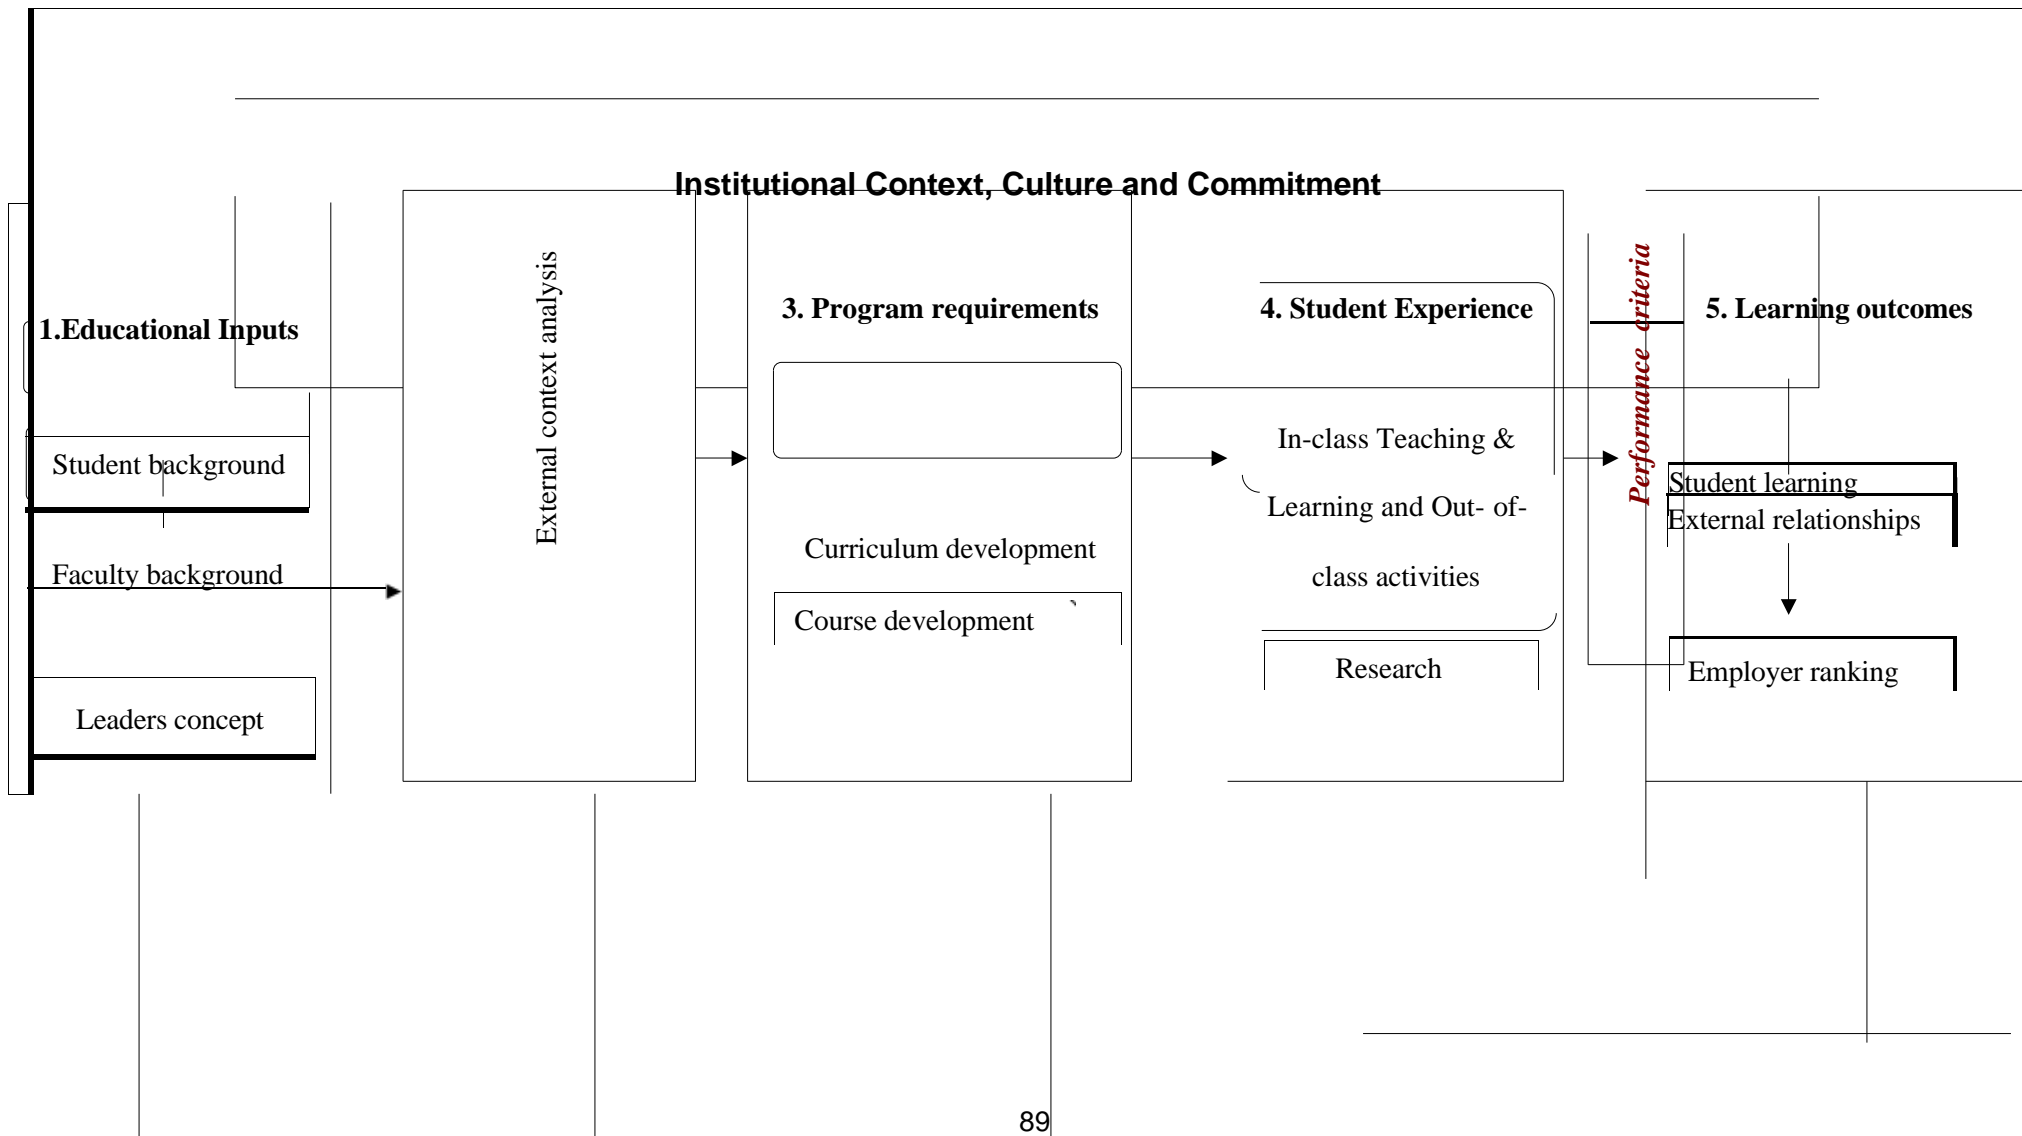 Institutional Context, Culture and Commitment
1.Educational Inputs
Student background
Faculty background
Leaders concept
External context analysis
3. Program requirements
Curriculum development
Course development
4. Student Experience
In-class Teaching &
Learning and Out- of-
class activities
Research
Performance criteria
5. Learning outcomes
Student learning
External relationships
Employer ranking
89